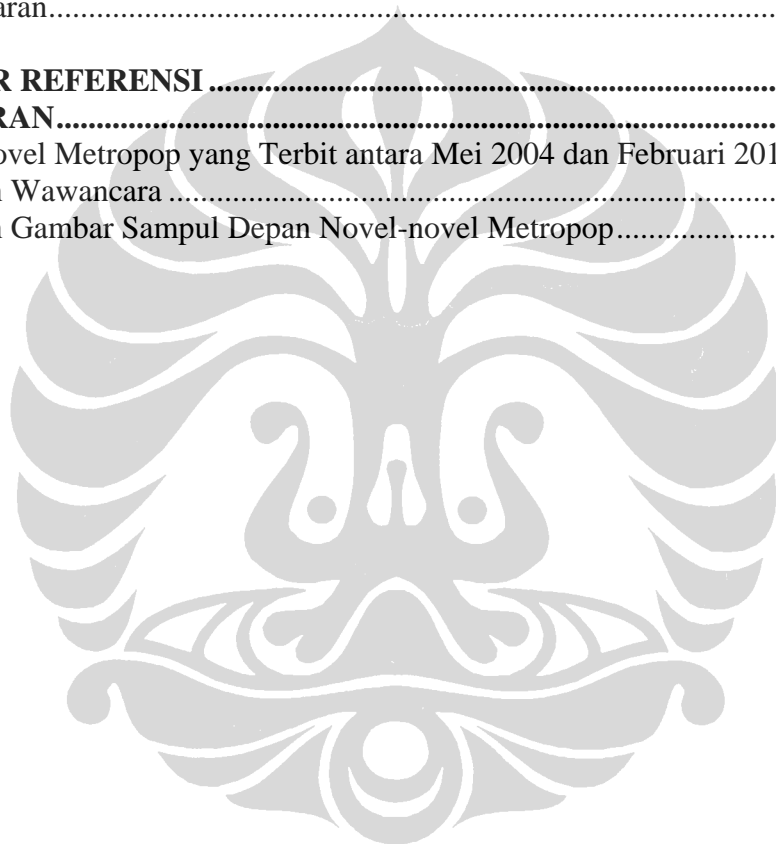 aran...............................................................................................
R REFERENSI...........................................................................
RAN.............................................................................................
ovel Metropop yang Terbit antara Mei 2004 dan Februari 201
n Wawancara...............................................................................
n Gambar Sampul Depan Novel-novel Metropop.....................